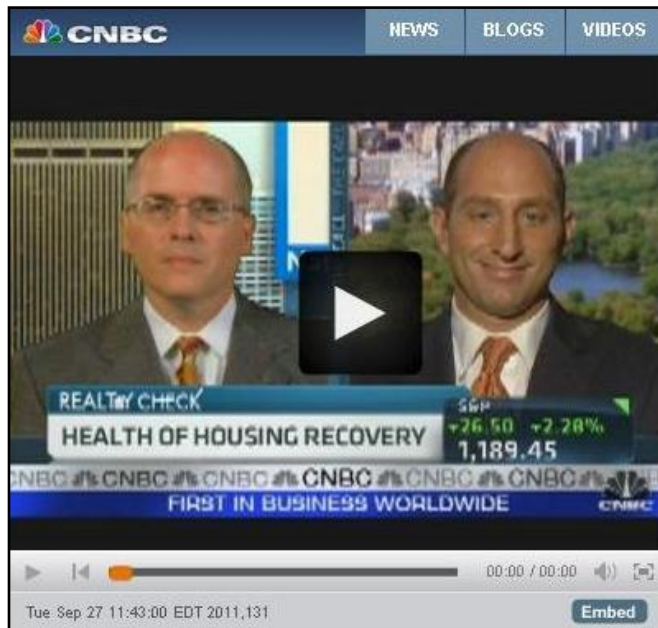 CNBC
NEWS BLOGS VIDEOS
REALTY CHECK
HEALTH OF HOUSING RECOVERY
S&P
+26.50 +2.28%
1,189.45
CNBC CNBC CNBC CNBC CNBC CNBC
FIRST IN BUSINESS WORLDWIDE
CNBC
00:00 / 00:00
Tue Sep 27 11:43:00 EDT 2011,131
Embed